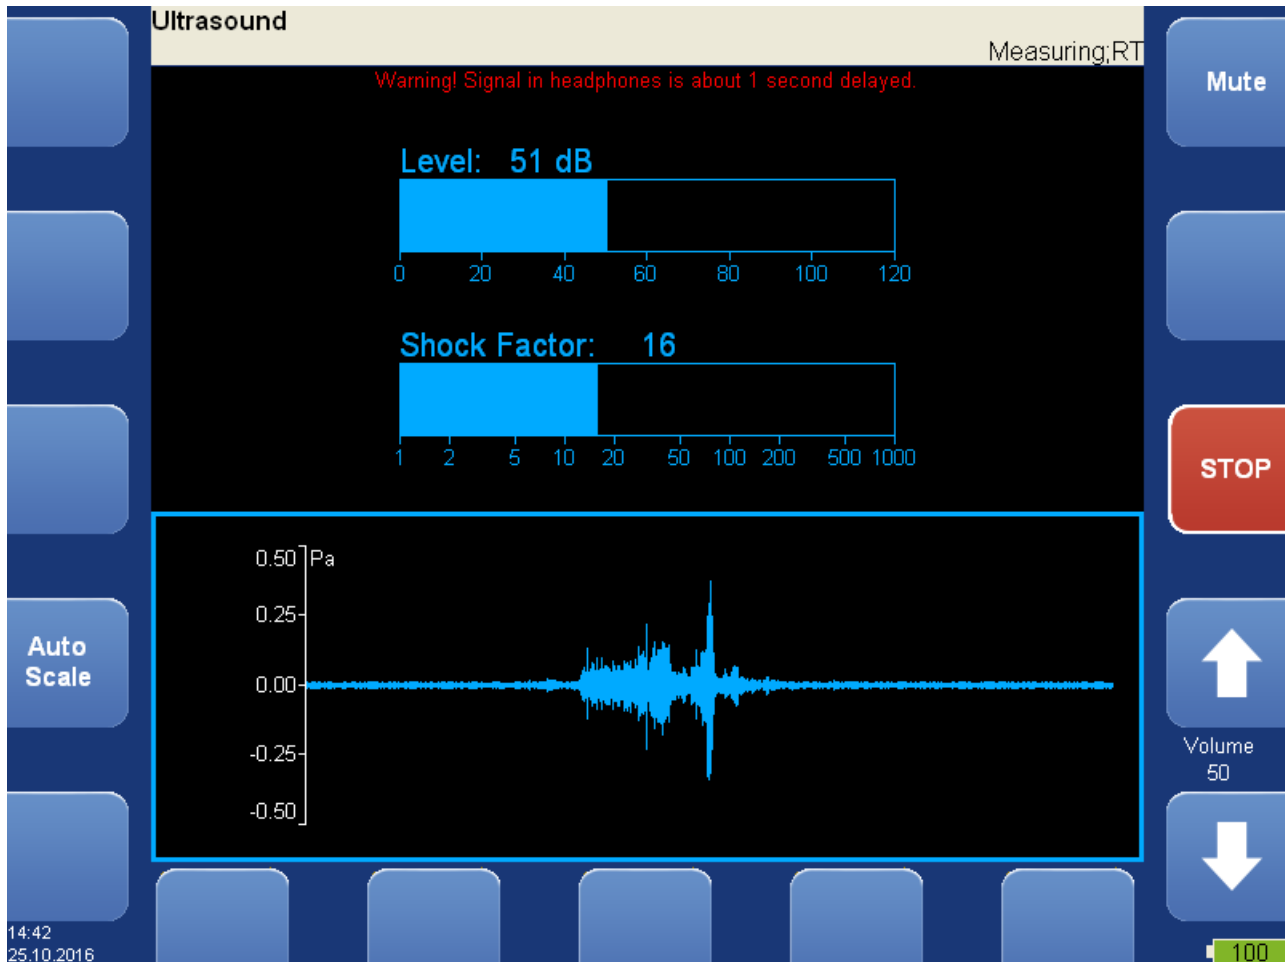 Ultrasound
Measuring;RT
Warning! Signal in headphones is about 1 second delayed.
Mute
Level: 51 dB
0 20 40 60 80 100 120
Shock Factor: 16
1 2 5 10 20 50 100 200 500 1000
STOP
0.50 Pa
0.25
0.00
-0.25
-0.50
Auto
Scale
Volume
50
14:42
25.10.2016
100